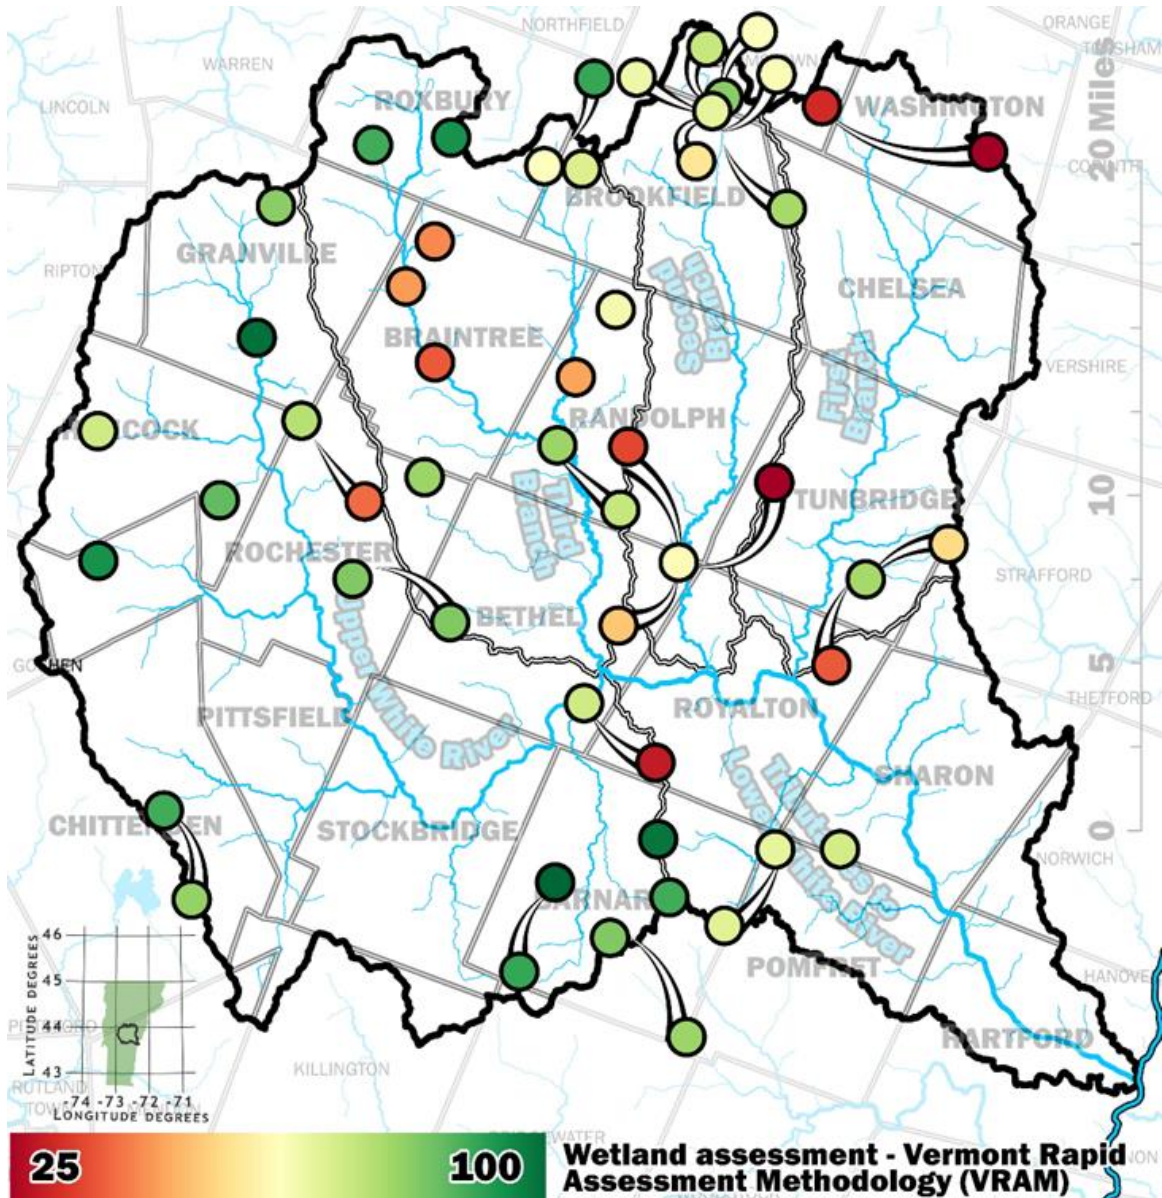 NORTHFIELD
ORANGE
WARREN
LINCOLN
ROXBURY
WASHINGTON
20 Miles
BROOKFIELD
GRANVILLE
RIPTON
CHELSEA
Second
BRAINTREE
VERSHIRE
First
Branch
RANDOLPH
Third
Branch
TUNBRIDGE
10
ROCHESTER
STRAFFORD
BETHEL
Upper White River
5
THETFORD
PITTSFIELD
ROYALTON
SHARON
Tributaries to
Lower White River
STOCKBRIDGE
0
NORWICH
POMFRET
HARTFORD
KILLINGTON
46
45
44
43
LATITUDE DEGREES
-74 -73 -72 -71
LONGITUDE DEGREES
RUTLAND
25
100
Wetland assessment - Vermont Rapid
Assessment Methodology (VRAM)